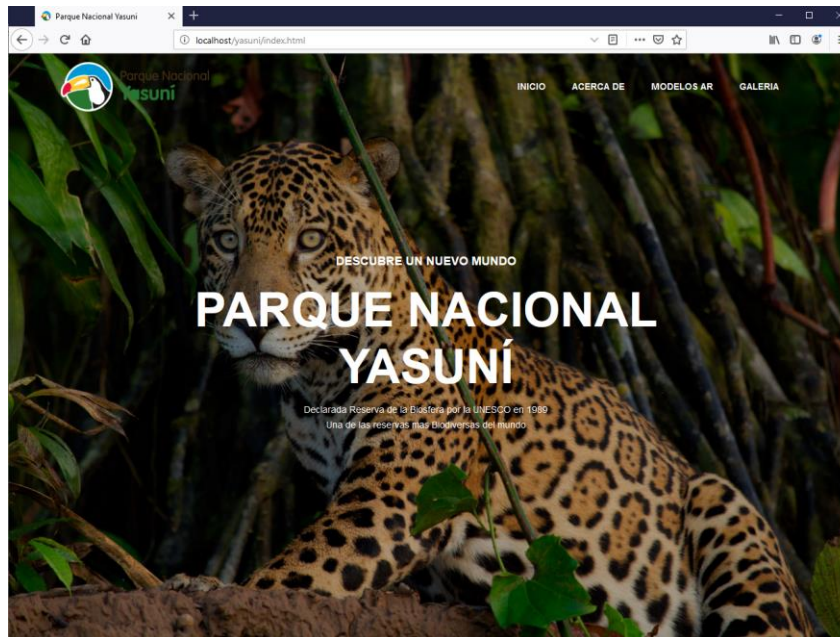 Parque Nacional Yasuni
localhost/yasuni/index.html
Parque Nacional
Yasuní
INICIO ACERCA DE MODELOS AR GALERIA
DESCUBRE UN NUEVO MUNDO
PARQUE NACIONAL
YASUNÍ
Declarada Reserva de la Biosfera por la UNESCO en 1989
Una de las reservas mas Biodiversas del mundo